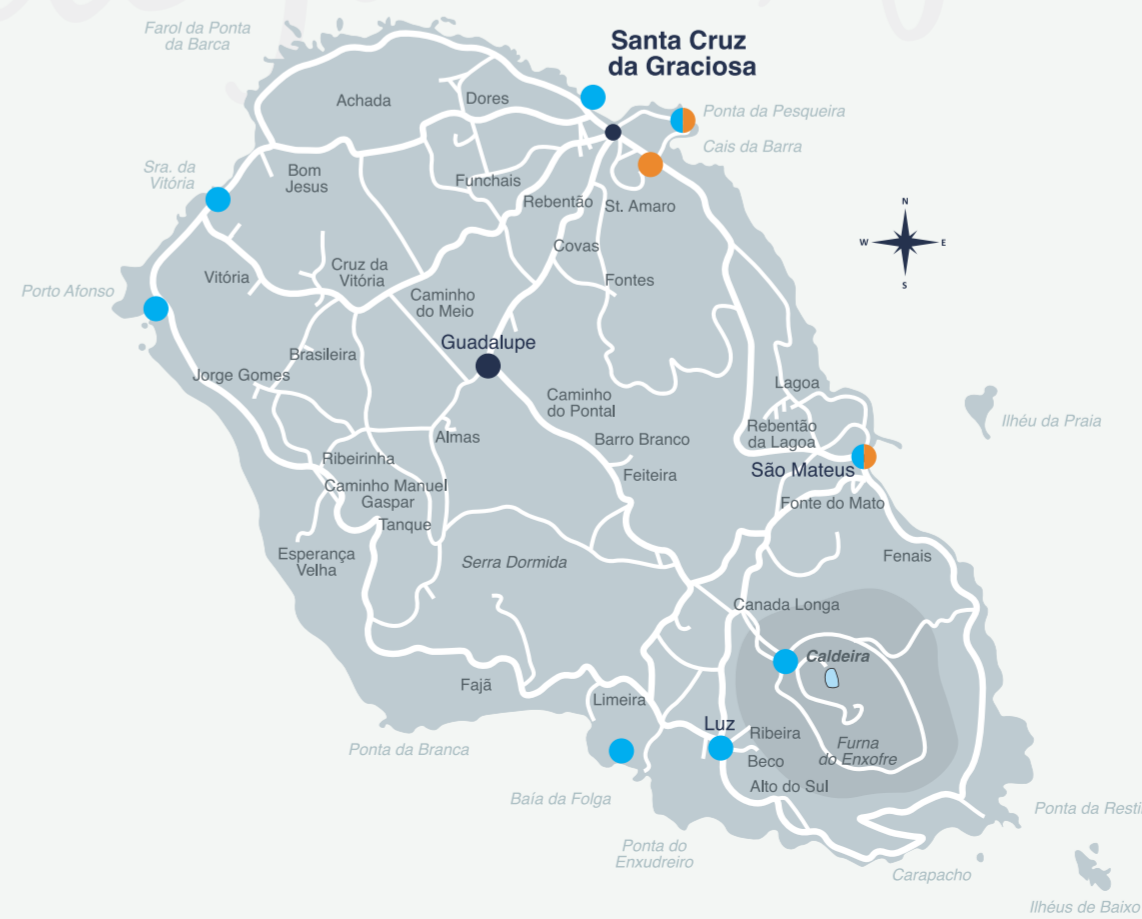 Farol da Ponta
da Barca
Santa Cruz
da Graciosa
Achada
Dores
Ponta da Pesqueira
Cais da Barra
Sra. da
Vitória
Bom
Jesus
Funchais
Rebentão
St. Amaro
N
W
E
S
Covas
Vitória
Cruz da
Vitória
Fontes
Porto Afonso
Caminho
do Meio
Guadalupe
Brasileira
Jorge Gomes
Lagoa
Caminho
do Pontal
Ilhéu da Praia
Rebentão
da Lagoa
Almas
Barro Branco
Ribeirinha
São Mateus
Feiteira
Caminho Manuel
Gaspar
Fonte do Mato
Tanque
Esperança
Velha
Serra Dormida
Fenais
Canada Longa
Caldeira
Fajã
Limeira
Luz
Ribeira
Furna
do Enxofre
Ponta da Branca
Beco
Alto do Sul
Baía da Folga
Ponta da Resti
Ponta do
Enxudreiro
Carapacho
Ilhéus de Baixo